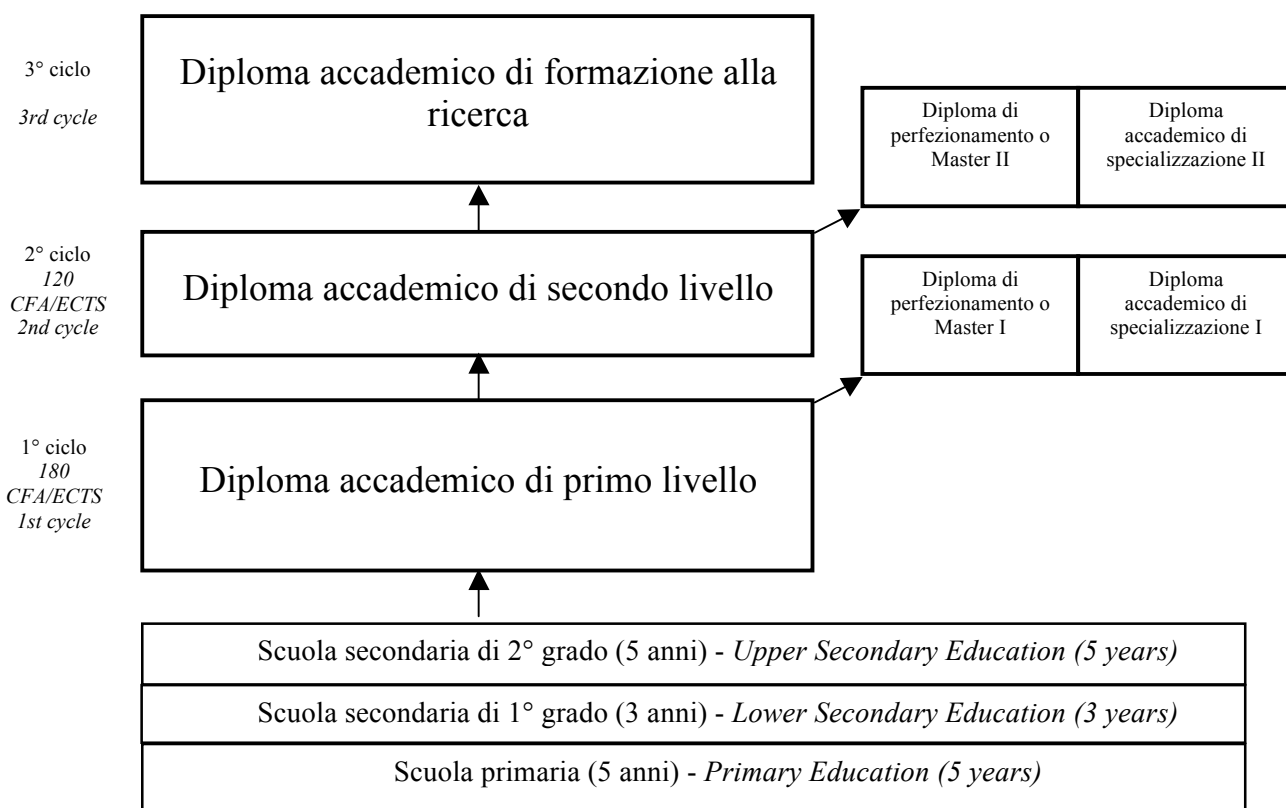 3° ciclo
3rd cycle
Diploma accademico di formazione alla
ricerca
Diploma di
perfezionamento o
Master II
Diploma
accademico di
specializzazione II
2° ciclo
120
CFA/ECTS
2nd cycle
Diploma accademico di secondo livello
Diploma di
perfezionamento o
Master I
Diploma
accademico di
specializzazione I
1° ciclo
180
CFA/ECTS
1st cycle
Diploma accademico di primo livello
Scuola secondaria di 2° grado (5 anni) - Upper Secondary Education (5 years)
Scuola secondaria di 1° grado (3 anni) - Lower Secondary Education (3 years)
Scuola primaria (5 anni) - Primary Education (5 years)